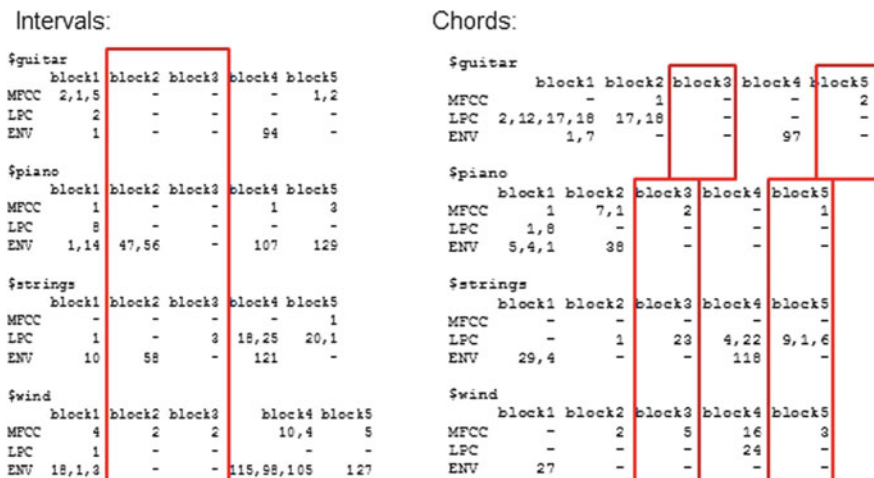 Intervals:
$guitar
block1 block2 block3 block4 block5
MFCC 2,1,5 - - - 1,2
LPC 2 - - - -
ENV 1 - - 94 -
$piano
block1 block2 block3 block4 block5
MFCC 1 - - 1 3
LPC 8 - - - -
ENV 1,14 47,56 - 107 129
$strings
block1 block2 block3 block4 block5
MFCC - - - - 1
LPC 1 - 3 18,25 20,1
ENV 10 58 - 121 -
$wind
block1 block2 block3 block4 block5
MFCC 4 2 2 10,4 5
LPC 1 - - - -
ENV 18,1,3 - - 115,98,105 127
Chords:
$guitar
block1 block2 block3 block4 block5
MFCC - 1 - - 2
LPC 2,12,17,18 17,18 - - -
ENV 1,7 - - 97 -
$piano
block1 block2 block3 block4 block5
MFCC 1 7,1 2 - 1
LPC 1,8 - - - -
ENV 5,4,1 38 - - -
$strings
block1 block2 block3 block4 block5
MFCC - - - - -
LPC - 1 23 4,22 9,1,6
ENV 29,4 - - 118 -
$wind
block1 block2 block3 block4 block5
MFCC - 2 5 16 3
LPC - - - 24 -
ENV 27 - - - -